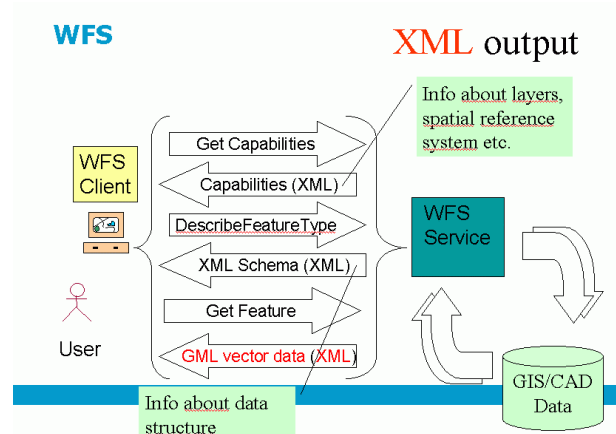 WFS
XML output
Info about layers,
spatial reference
system etc.
Get Capabilities
WFS
Client
Capabilities (XML)
DescribeFeatureType
WFS
Service
XML Schema (XML)
Get Feature
User
GML vector data (XML)
GIS/CAD
Data
Info about data
structure